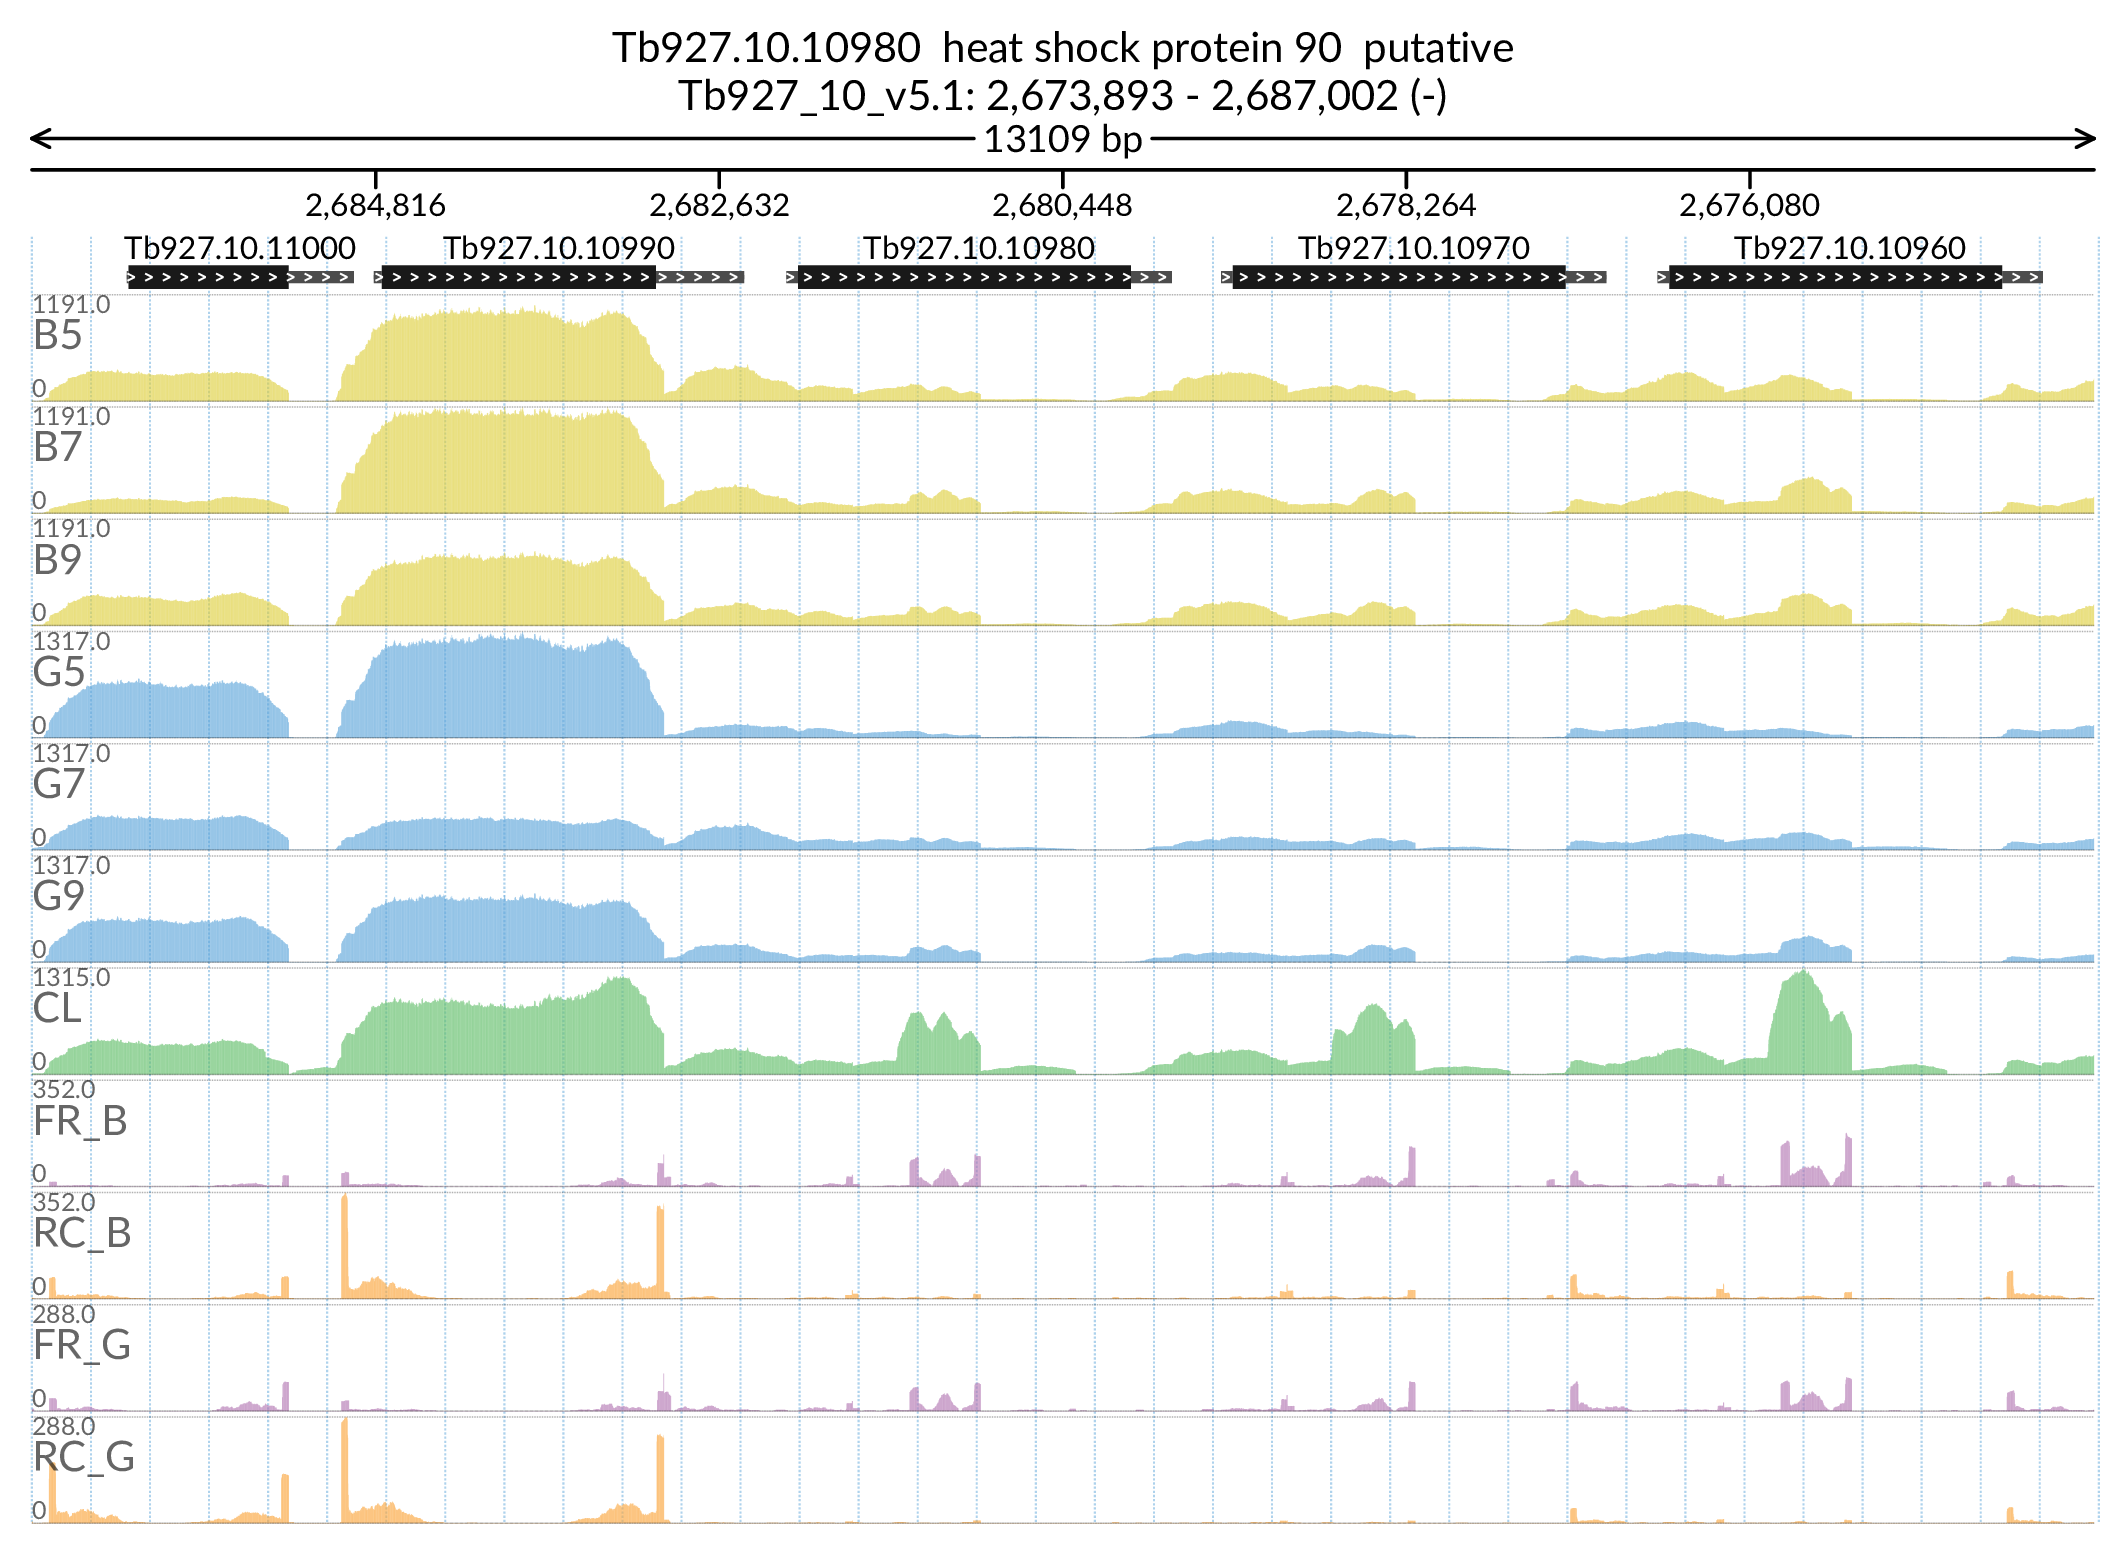 Tb927.10.10980  heat shock protein 90  putative
Tb927_10_v5.1: 2,673,893 - 2,687,002 (-)
13109 bp
2,684,816 2,682,632 2,680,448 2,678,264 2,676,080
Tb927.10.11000 Tb927.10.10990 Tb927.10.10980 Tb927.10.10970 Tb927.10.10960
1191.0
B5
0
1191.0
B7
0
1191.0
B9
0
1317.0
G5
0
1317.0
G7
0
1317.0
G9
0
1315.0
CL
0
352.0
FR_B
0
352.0
RC_B
0
288.0
FR_G
0
288.0
RC_G
0